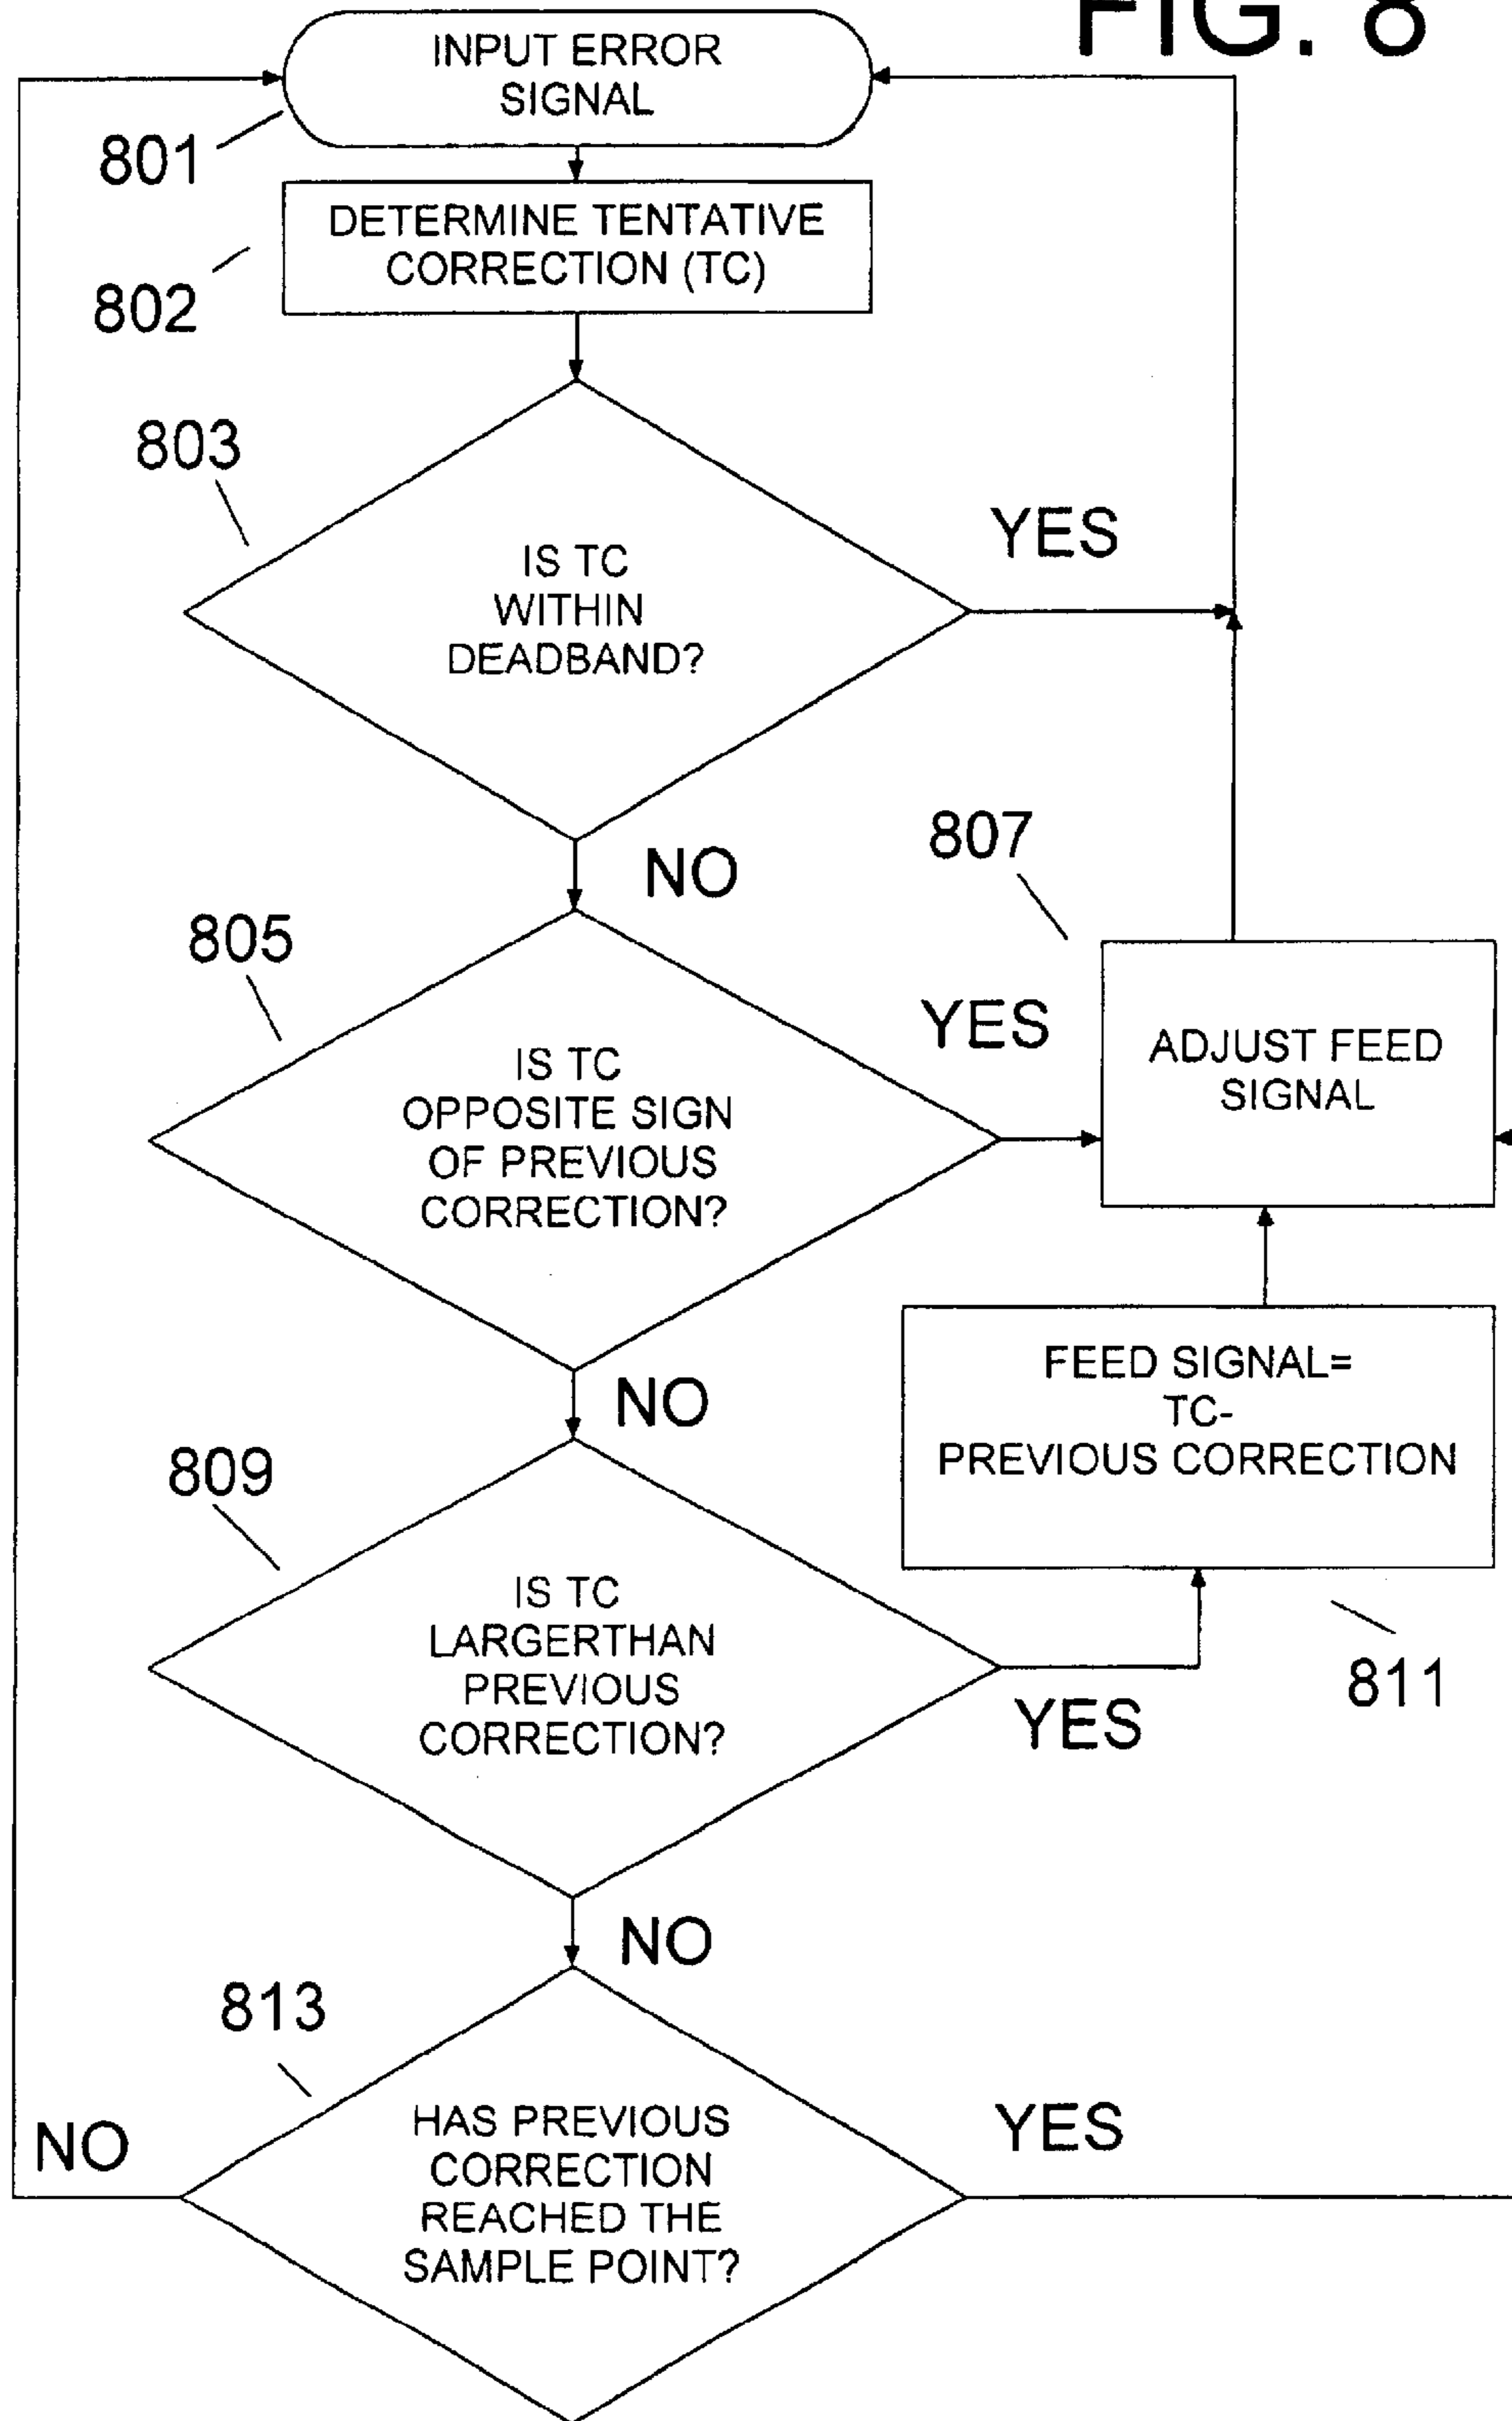 FIG. 8
INPUT ERROR
SIGNAL
801
DETERMINE TENTATIVE
CORRECTION (TC)
802
803
IS TC
WITHIN
DEADBAND?
YES
NO
805
IS TC
OPPOSITE SIGN
OF PREVIOUS
CORRECTION?
YES
807
ADJUST FEED
SIGNAL
NO
FEED SIGNAL=
TC-
PREVIOUS CORRECTION
811
809
IS TC
LARGERTHAN
PREVIOUS
CORRECTION?
YES
NO
813
HAS PREVIOUS
CORRECTION
REACHED THE
SAMPLE POINT?
NO
YES